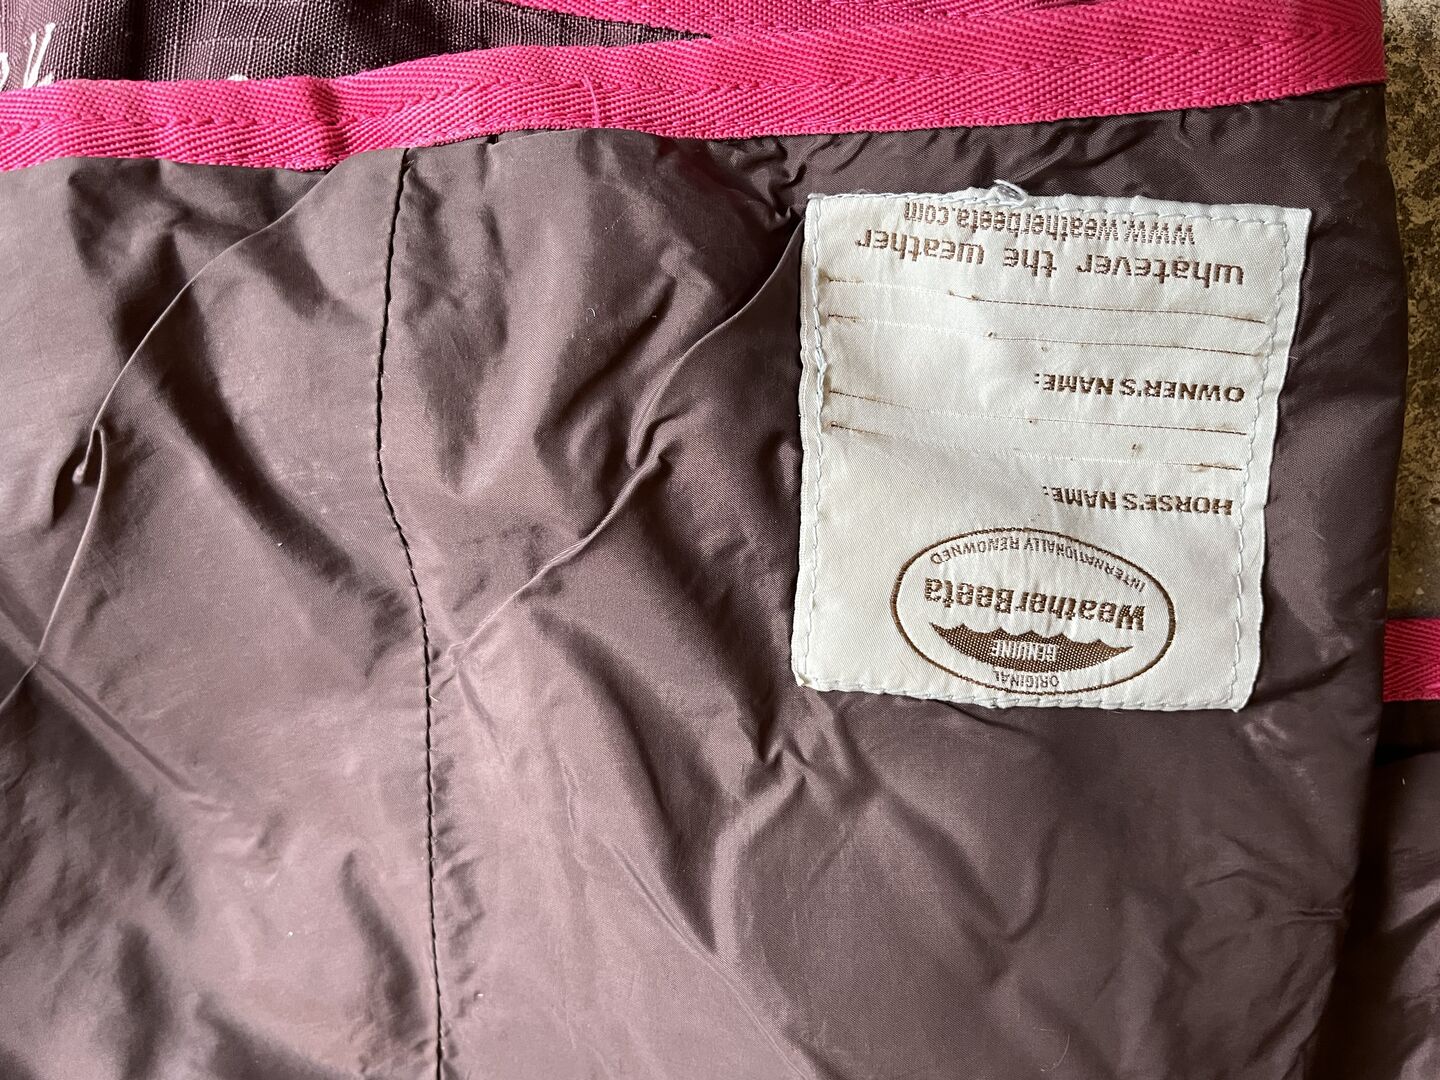 ORIGINAL
GENUINE
WeatherBeeta
INTERNATIONALLY RENOWNED
HORSE'S NAME:
OWNER'S NAME:
whatever the weather
www.weatherbeeta.com